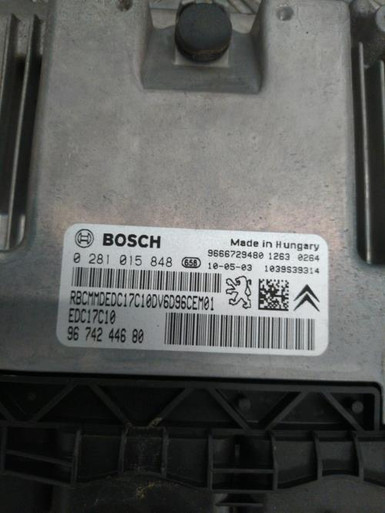 BOSCH
Made in Hungary
9666729480 1263 0264
0 281 015 848 656 10-05-03 1039S39314
RBCMMDEDC17C10DV6D96CEM01
EDC17C10
96 742 446 80